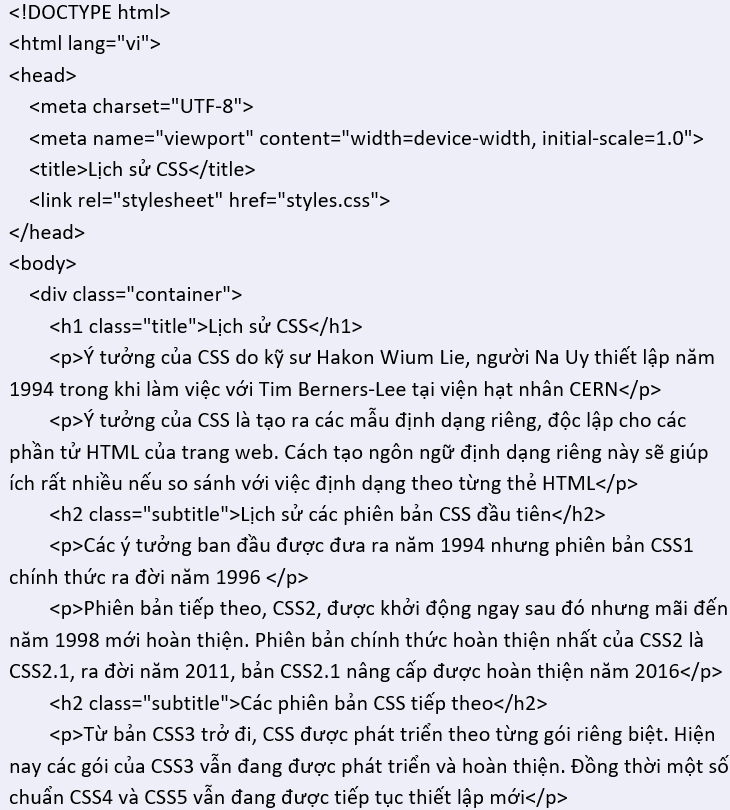 <!DOCTYPE html>
<html lang="vi">
<head>
<meta charset="UTF-8">
<meta name="viewport" content="width=device-width, initial-scale=1.0">
<title>Lịch sử CSS</title>
<link rel="stylesheet" href="styles.css">
</head>
<body>
<div class="container">
<h1 class="title">Lịch sử CSS</h1>
<p>Ý tưởng của CSS do kỹ sư Hakon Wium Lie, người Na Uy thiết lập năm
1994 trong khi làm việc với Tim Berners-Lee tại viện hạt nhân CERN</p>
<p>Ý tưởng của CSS là tạo ra các mẫu định dạng riêng, độc lập cho các
phần tử HTML của trang web. Cách tạo ngôn ngữ định dạng riêng này sẽ giúp
ích rất nhiều nếu so sánh với việc định dạng theo từng thẻ HTML</p>
<h2 class="subtitle">Lịch sử các phiên bản CSS đầu tiên</h2>
<p>Các ý tưởng ban đầu được đưa ra năm 1994 nhưng phiên bản CSS1
chính thức ra đời năm 1996 </p>
<p>Phiên bản tiếp theo, CSS2, được khởi động ngay sau đó nhưng mãi đến
năm 1998 mới hoàn thiện. Phiên bản chính thức hoàn thiện nhất của CSS2 là
CSS2.1, ra đời năm 2011, bản CSS2.1 nâng cấp được hoàn thiện năm 2016</p>
<h2 class="subtitle">Các phiên bản CSS tiếp theo</h2>
<p>Từ bản CSS3 trở đi, CSS được phát triển theo từng gói riêng biệt. Hiện
nay các gói của CSS3 vẫn đang được phát triển và hoàn thiện. Đồng thời một số
chuẩn CSS4 và CSS5 vẫn đang được tiếp tục thiết lập mới</p>